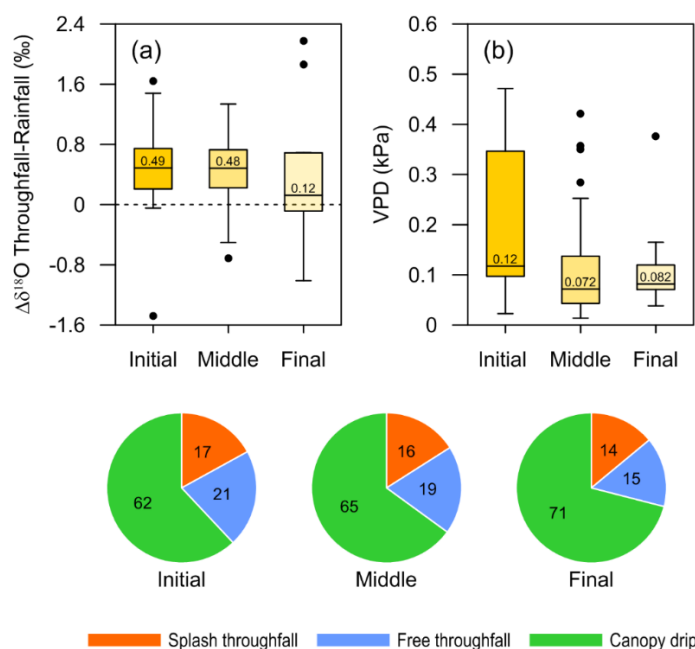 (a)
Δδ¹⁸O Throughfall-Rainfall (‰)
2.4
1.6
0.8
0
-0.8
-1.6
0.49
0.48
0.12
Initial Middle Final
(b)
VPD (kPa)
0.6
0.5
0.4
0.3
0.2
0.1
0
0.12
0.072
0.082
Initial Middle Final
17
21
62
Initial
16
19
65
Middle
14
15
71
Final
Splash throughfall Free throughfall Canopy drip